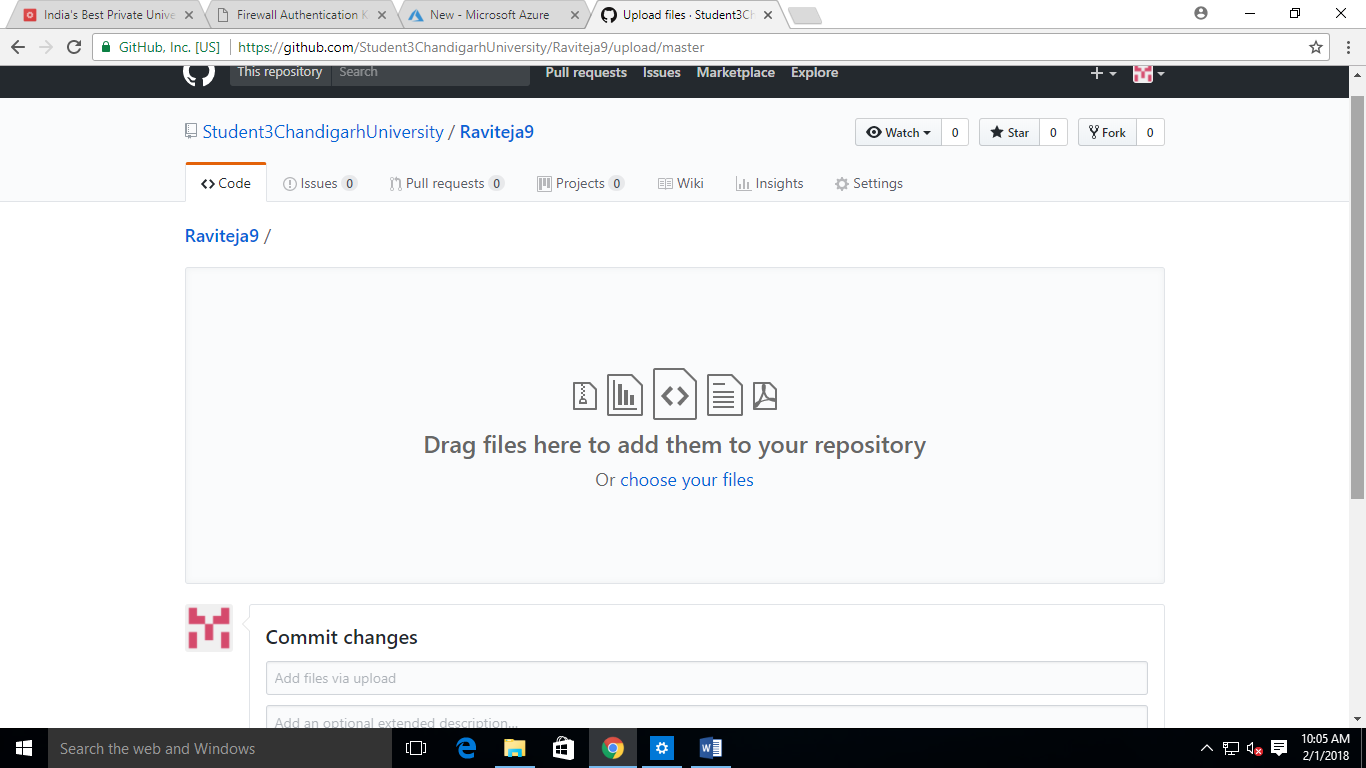 India's Best Private Unive
Firewall Authentication K
New - Microsoft Azure
Upload files · Student3Ch
GitHub, Inc. [US]
https://github.com/Student3ChandigarhUniversity/Raviteja9/upload/master
This repository
Search
Pull requests
Issues
Marketplace
Explore
Student3ChandigarhUniversity / Raviteja9
Watch 0
Star 0
Fork 0
Code
Issues 0
Pull requests 0
Projects 0
Wiki
Insights
Settings
Raviteja9 /
Drag files here to add them to your repository
Or choose your files
Commit changes
Add files via upload
Add an optional extended description...
Search the web and Windows
10:05 AM
2/1/2018